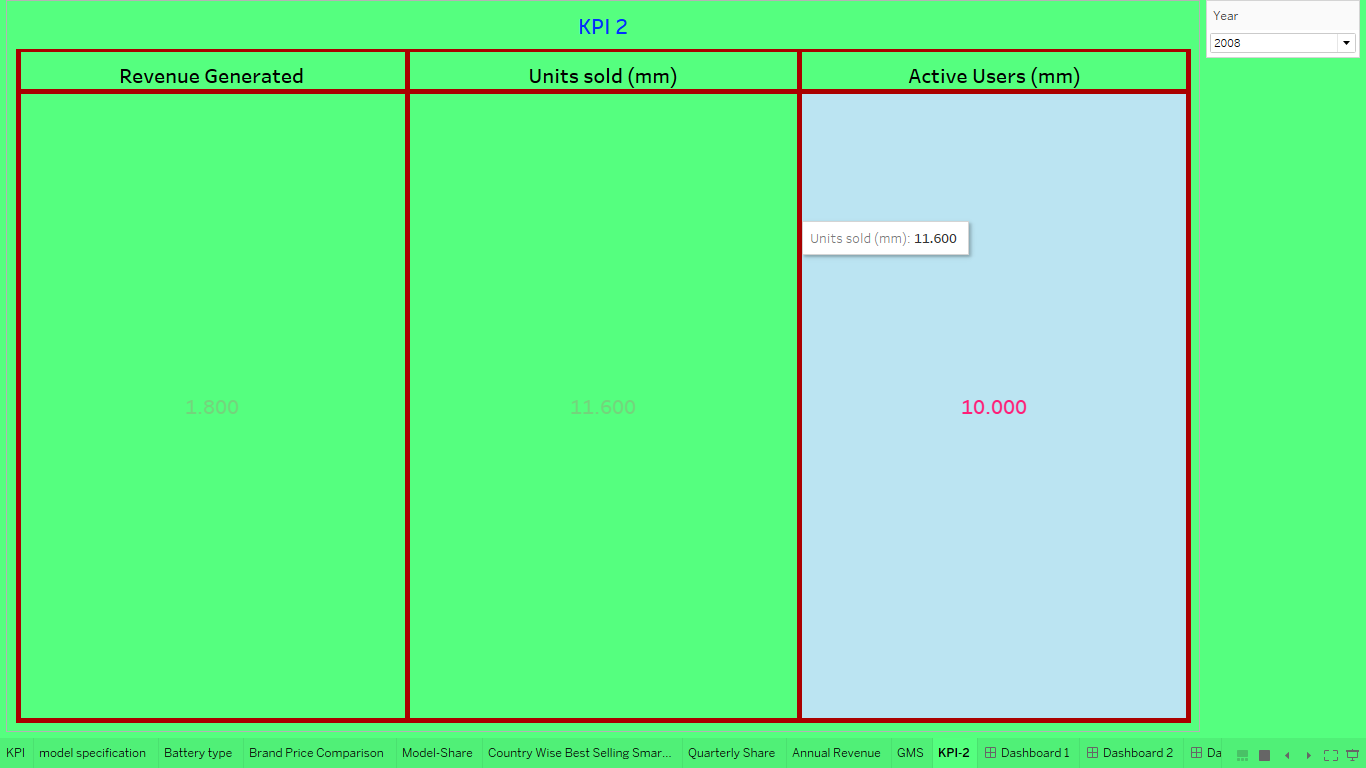 KPI 2
Year
2008
Revenue Generated
Units sold (mm)
Active Users (mm)
Units sold (mm): 11.600
1.800
11.600
10.000
KPI
model specification
Battery type
Brand Price Comparison
Model-Share
Country Wise Best Selling Smar...
Quarterly Share
Annual Revenue
GMS
KPI-2
Dashboard 1
Dashboard 2
Da